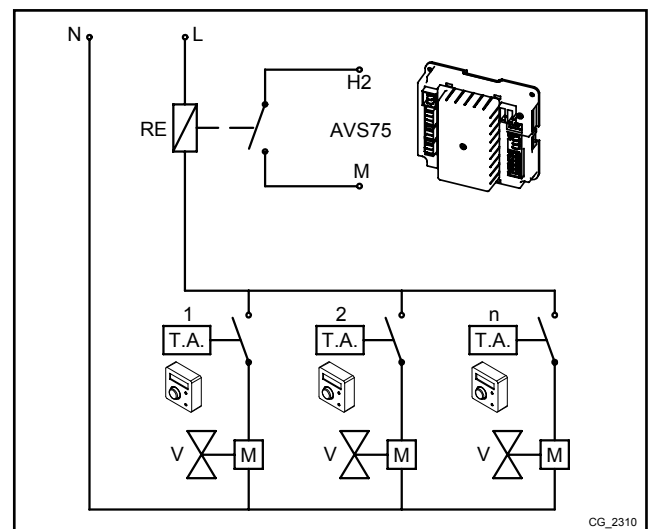 N L
H2
RE
AVS75
M
1 2 n
T.A. T.A. T.A.
V M V M V M
CG_2310